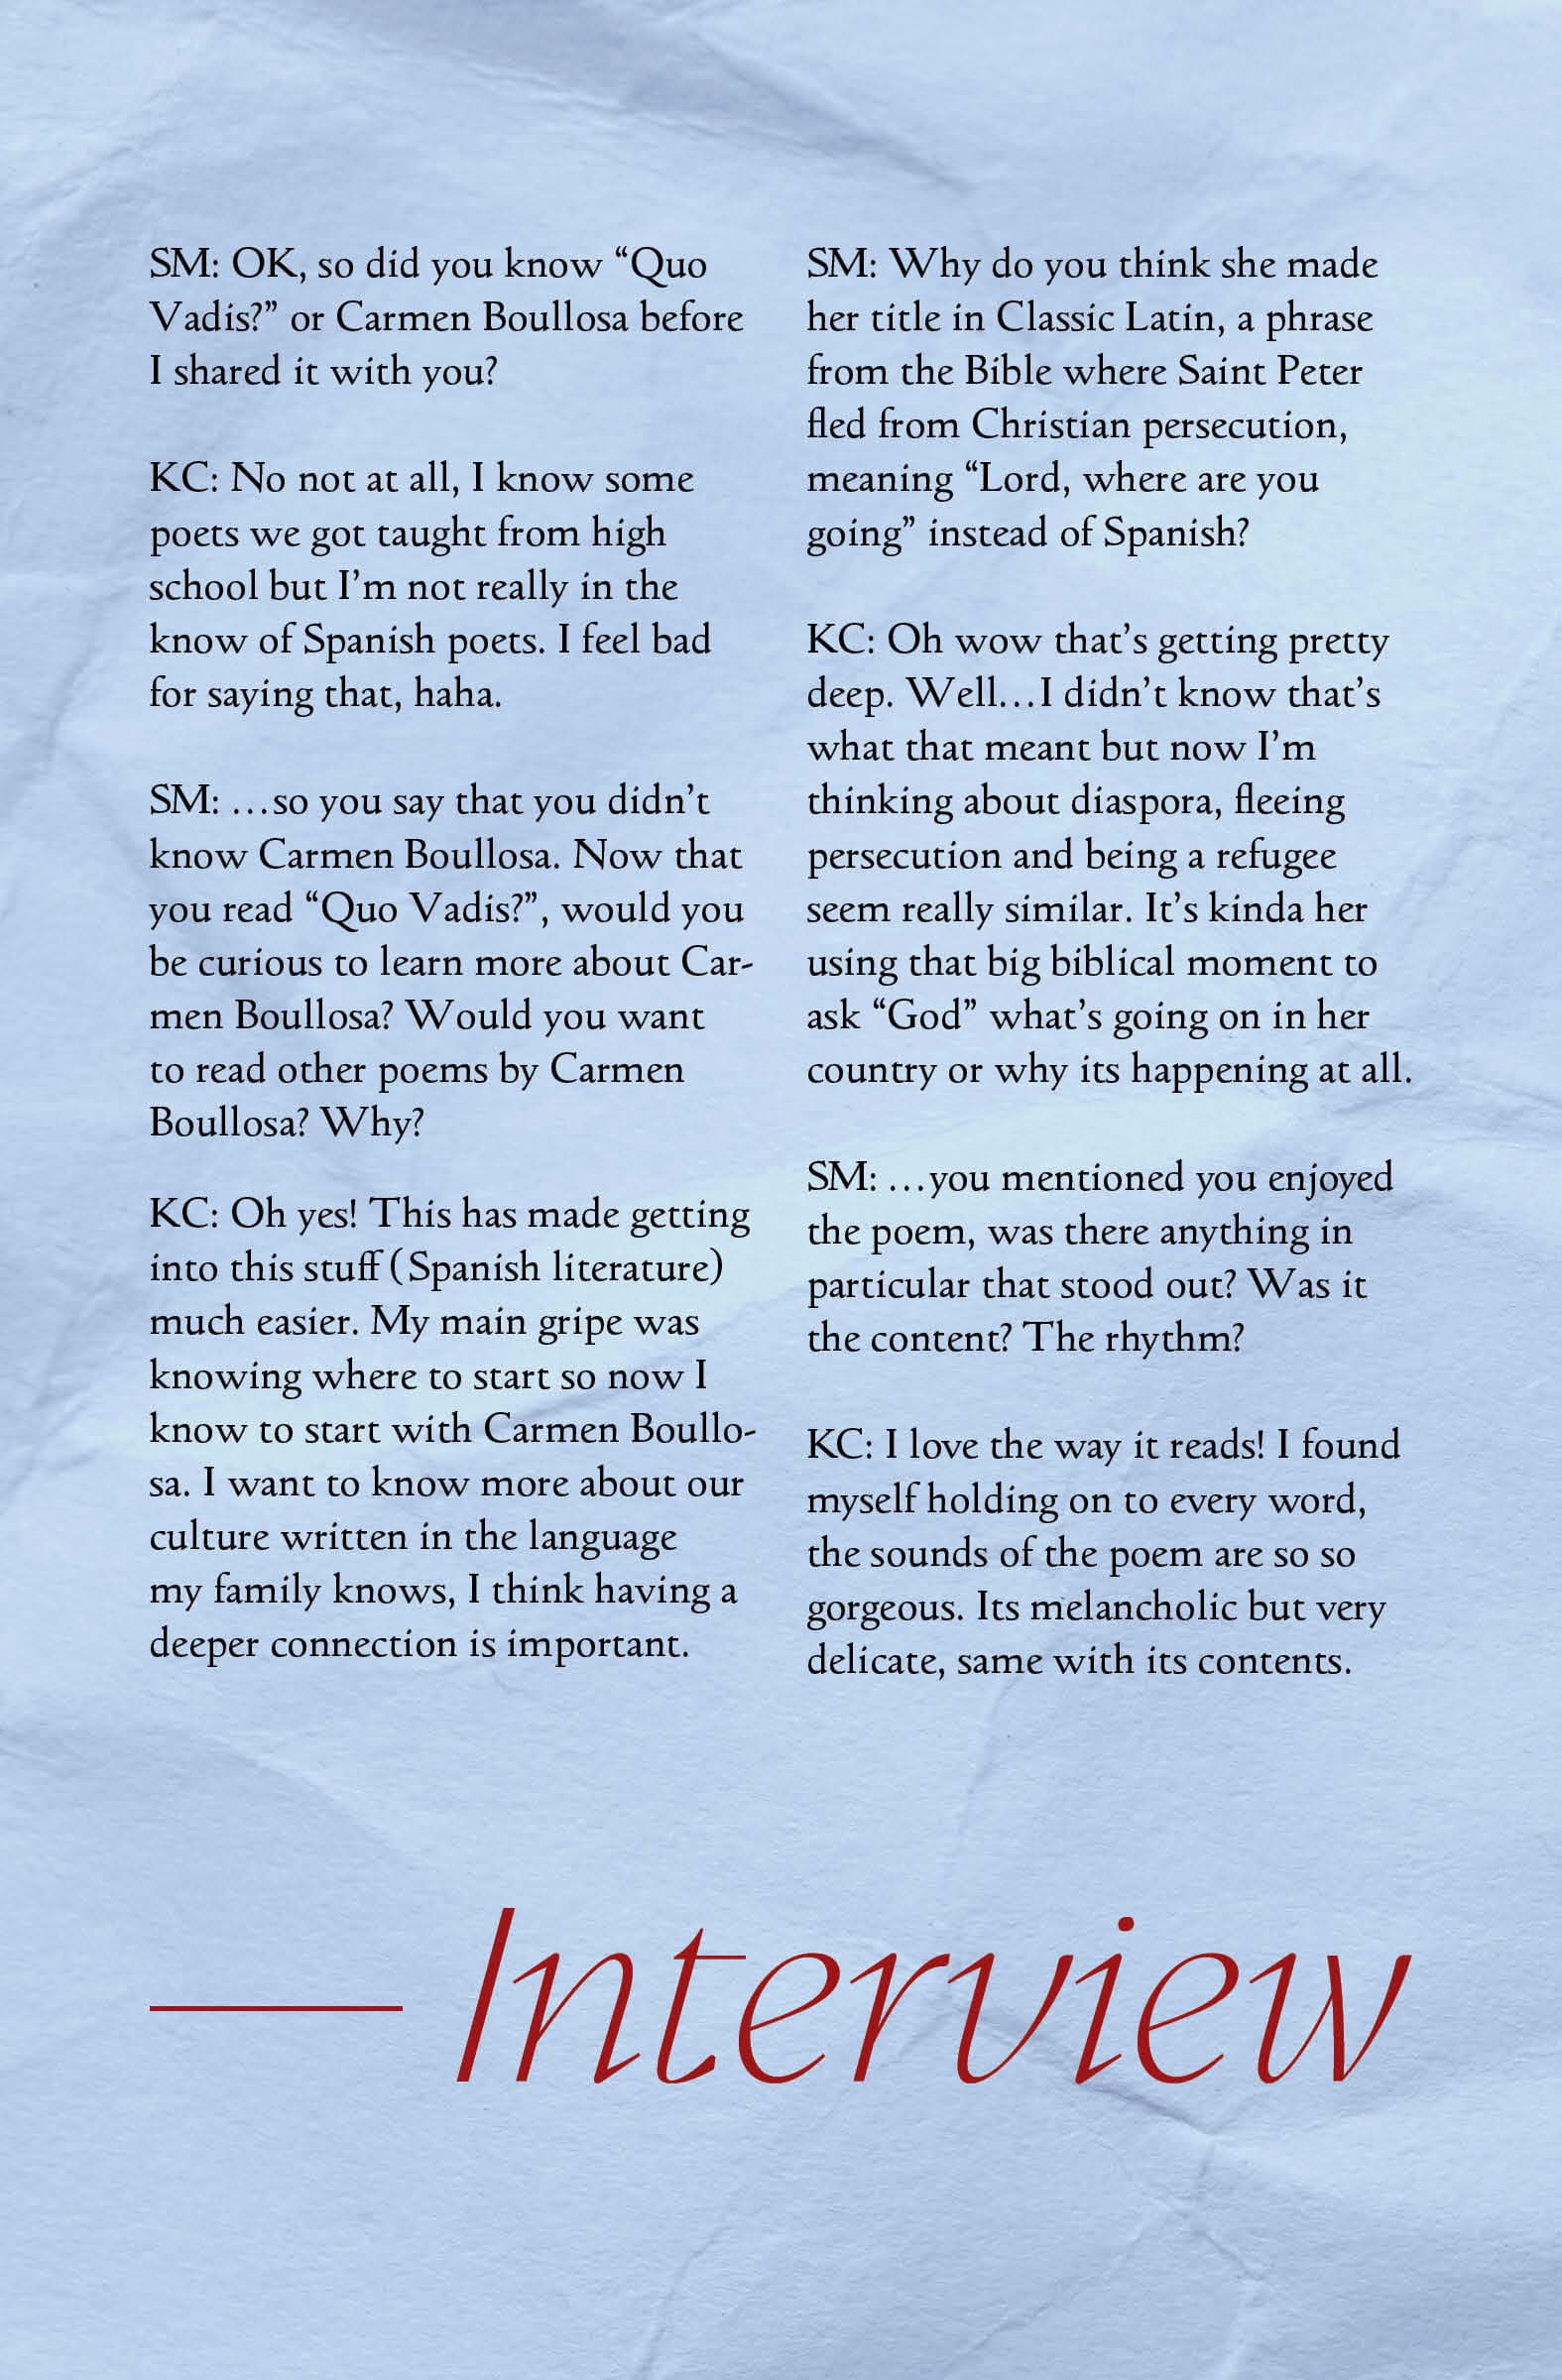 SM: OK, so did you know “Quo
Vadis?” or Carmen Boullosa before
I shared it with you?
KC: No not at all, I know some
poets we got taught from high
school but I’m not really in the
know of Spanish poets. I feel bad
for saying that, haha.
SM: …so you say that you didn’t
know Carmen Boullosa. Now that
you read “Quo Vadis?”, would you
be curious to learn more about Car-
men Boullosa? Would you want
to read other poems by Carmen
Boullosa? Why?
KC: Oh yes! This has made getting
into this stuff (Spanish literature)
much easier. My main gripe was
knowing where to start so now I
know to start with Carmen Boullo-
sa. I want to know more about our
culture written in the language
my family knows, I think having a
deeper connection is important.
SM: Why do you think she made
her title in Classic Latin, a phrase
from the Bible where Saint Peter
fled from Christian persecution,
meaning “Lord, where are you
going” instead of Spanish?
KC: Oh wow that’s getting pretty
deep. Well…I didn’t know that’s
what that meant but now I’m
thinking about diaspora, fleeing
persecution and being a refugee
seem really similar. It’s kinda her
using that big biblical moment to
ask “God” what’s going on in her
country or why its happening at all.
SM: …you mentioned you enjoyed
the poem, was there anything in
particular that stood out? Was it
the content? The rhythm?
KC: I love the way it reads! I found
myself holding on to every word,
the sounds of the poem are so so
gorgeous. Its melancholic but very
delicate, same with its contents.
Interview